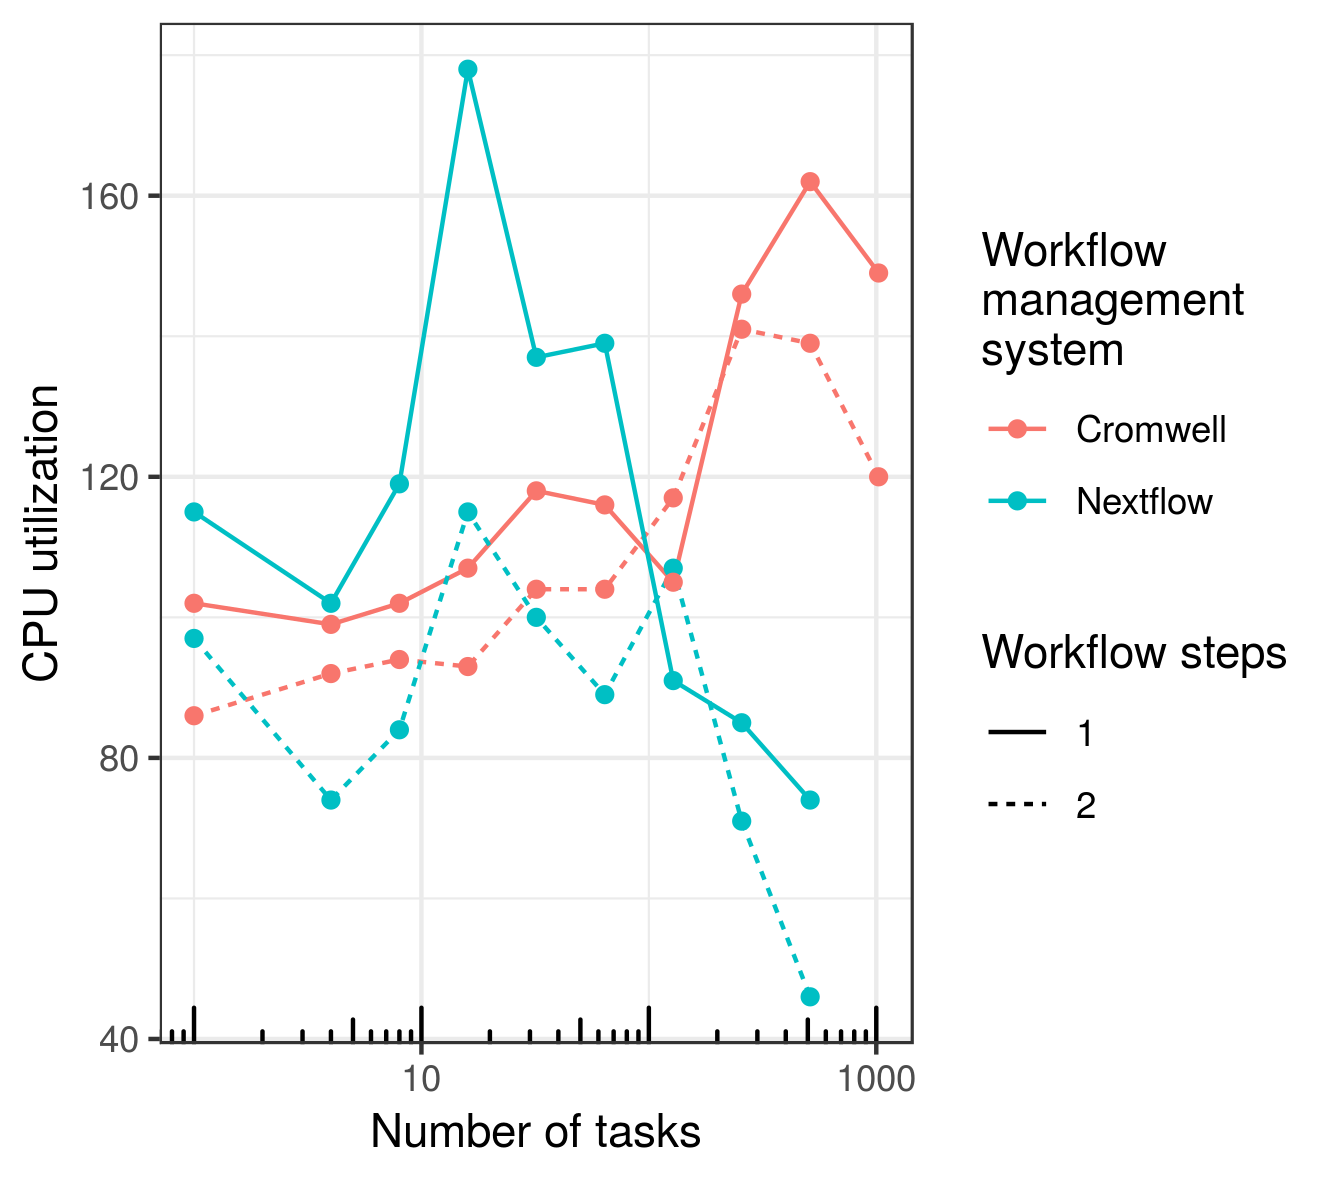 160
120
80
40
10
1000
CPU utilization
Number of tasks
Workflow
management
system
Cromwell
Nextflow
Workflow steps
1
2